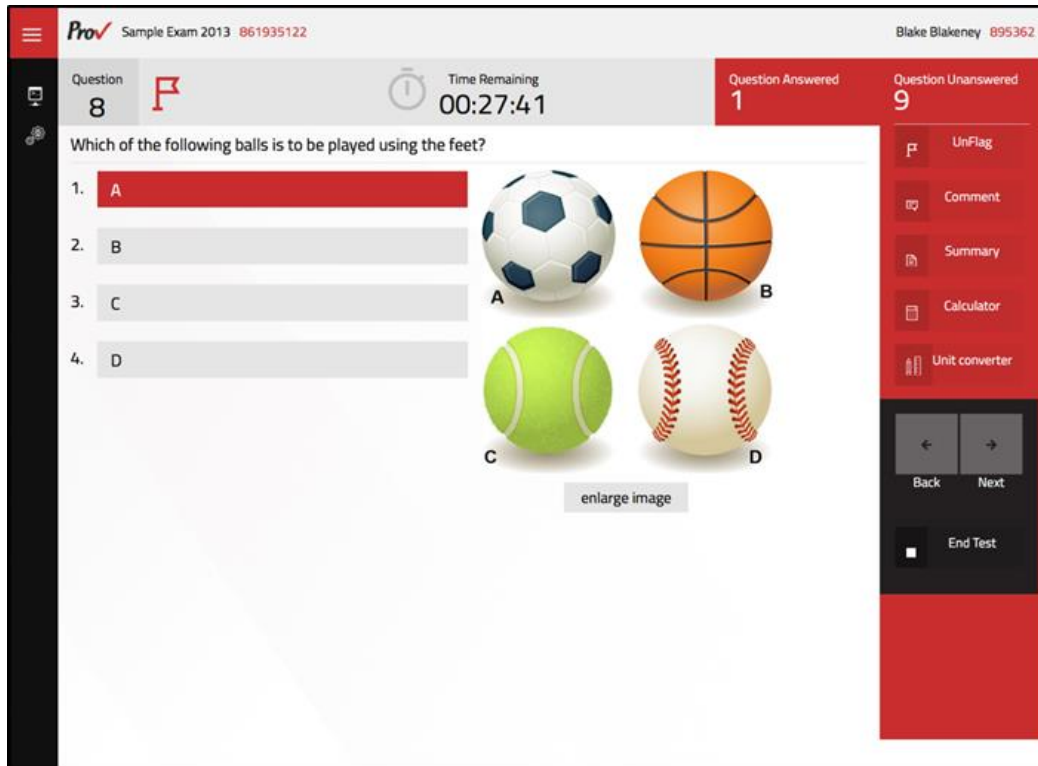 Prov Sample Exam 2013 861935122
Blake Blakeney 895362
Question
8
Time Remaining
00:27:41
Question Answered
1
Question Unanswered
9
Which of the following balls is to be played using the feet?
1. A
2. B
3. C
4. D
A
B
C
D
enlarge image
UnFlag
Comment
Summary
Calculator
Unit converter
Back
Next
End Test